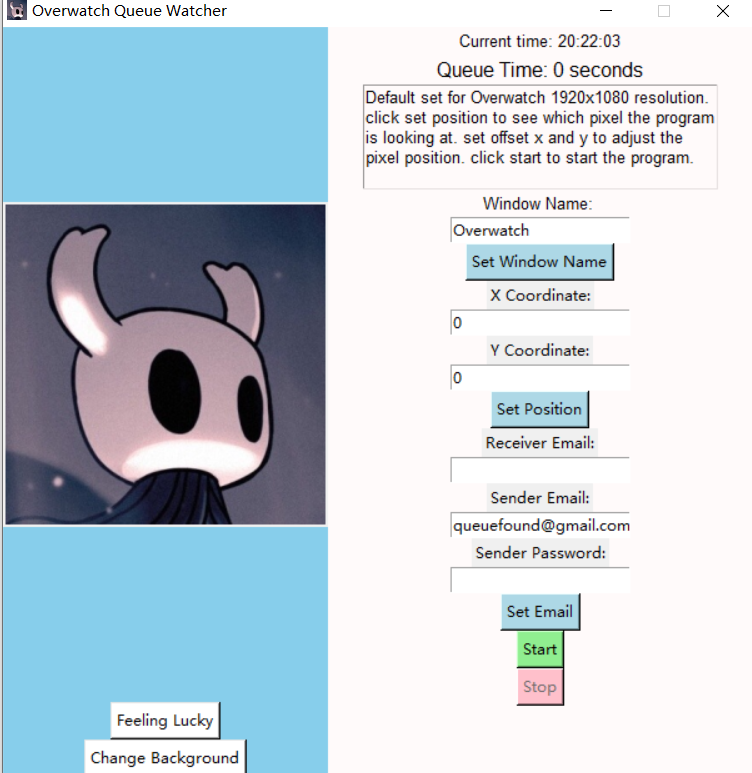 Overwatch Queue Watcher
Current time: 20:22:03
Queue Time: 0 seconds
Default set for Overwatch 1920x1080 resolution.
click set position to see which pixel the program
is looking at. set offset x and y to adjust the
pixel position. click start to start the program.
Window Name:
Overwatch
Set Window Name
X Coordinate:
0
Y Coordinate:
0
Set Position
Receiver Email:
Sender Email:
queuefound@gmail.com
Sender Password:
Set Email
Start
Stop
Feeling Lucky
Change Background